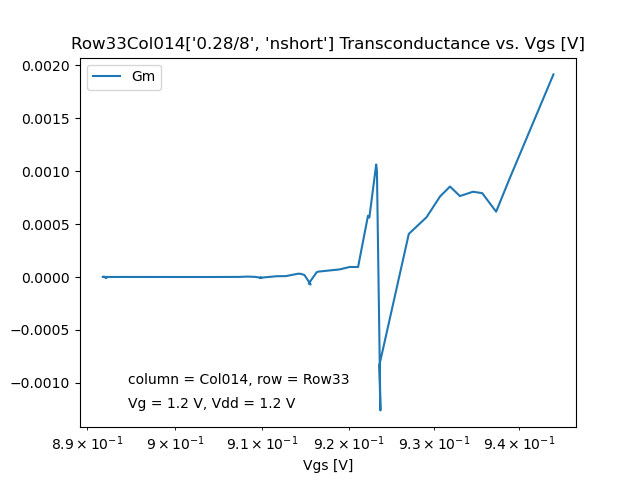 Row33Col014['0.28/8', 'nshort'] Transconductance vs. Vgs [V]
Gm
0.0020
0.0015
0.0010
0.0005
0.0000
−0.0005
−0.0010
column = Col014, row = Row33
Vg = 1.2 V, Vdd = 1.2 V
8.9 × 10⁻¹ 9 × 10⁻¹ 9.1 × 10⁻¹ 9.2 × 10⁻¹ 9.3 × 10⁻¹ 9.4 × 10⁻¹
Vgs [V]